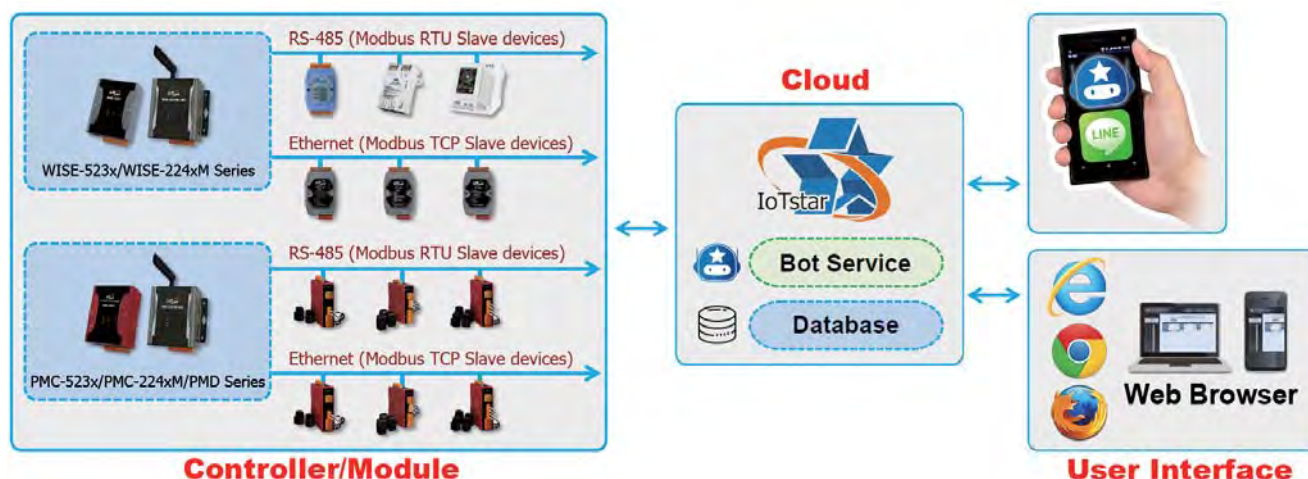 RS-485 (Modbus RTU Slave devices)
Ethernet (Modbus TCP Slave devices)
WISE-523x/WISE-224xM Series
RS-485 (Modbus RTU Slave devices)
Ethernet (Modbus TCP Slave devices)
PMC-523x/PMC-224xM/PMD Series
Controller/Module
Cloud
IoTstar
Bot Service
Database
LINE
Web Browser
User Interface